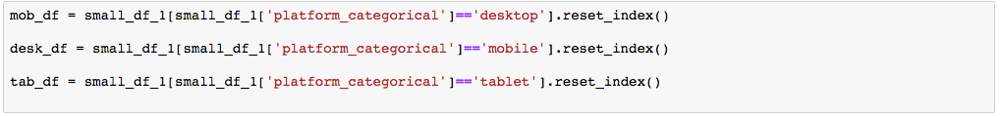 mob_df = small_df_1[small_df_1['platform_categorical']=='desktop'].reset_index()
desk_df = small_df_1[small_df_1['platform_categorical']=='mobile'].reset_index()
tab_df = small_df_1[small_df_1['platform_categorical']=='tablet'].reset_index()